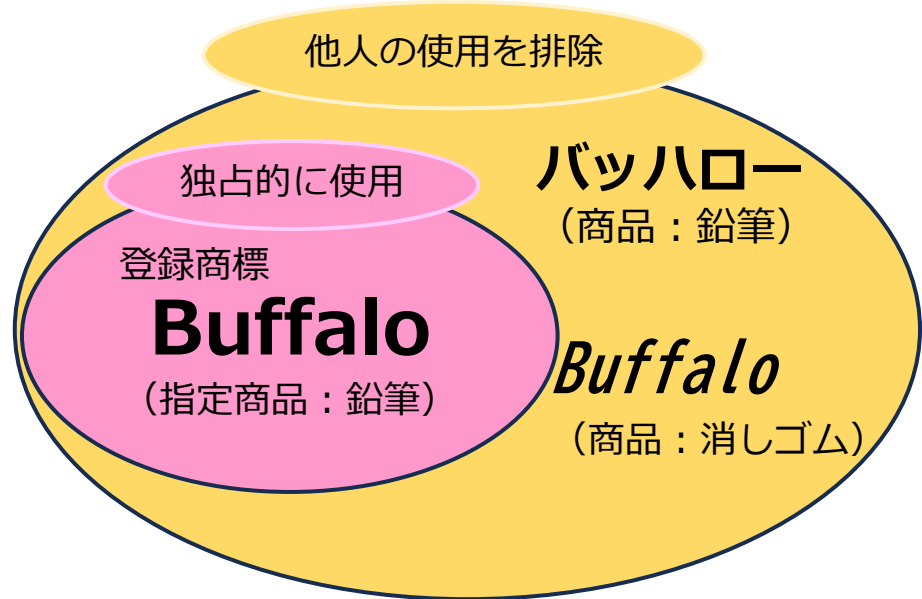 他人の使用を排除
独占的に使用
登録商標
Buffalo
（指定商品：鉛筆）
バッハロー
（商品：鉛筆）
Buffalo
（商品：消しゴム）